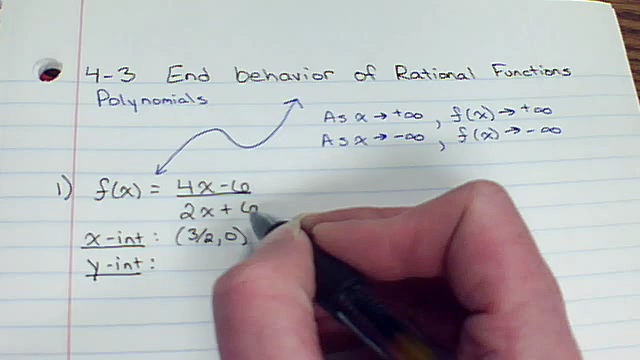 4-3 End behavior of Rational Functions
Polynomials
As x → +∞, f(x) → +∞
As x → -∞, f(x) → -∞
1) f(x) = 4x-6
2x+6
x-int: (3/2, 0)
y-int: